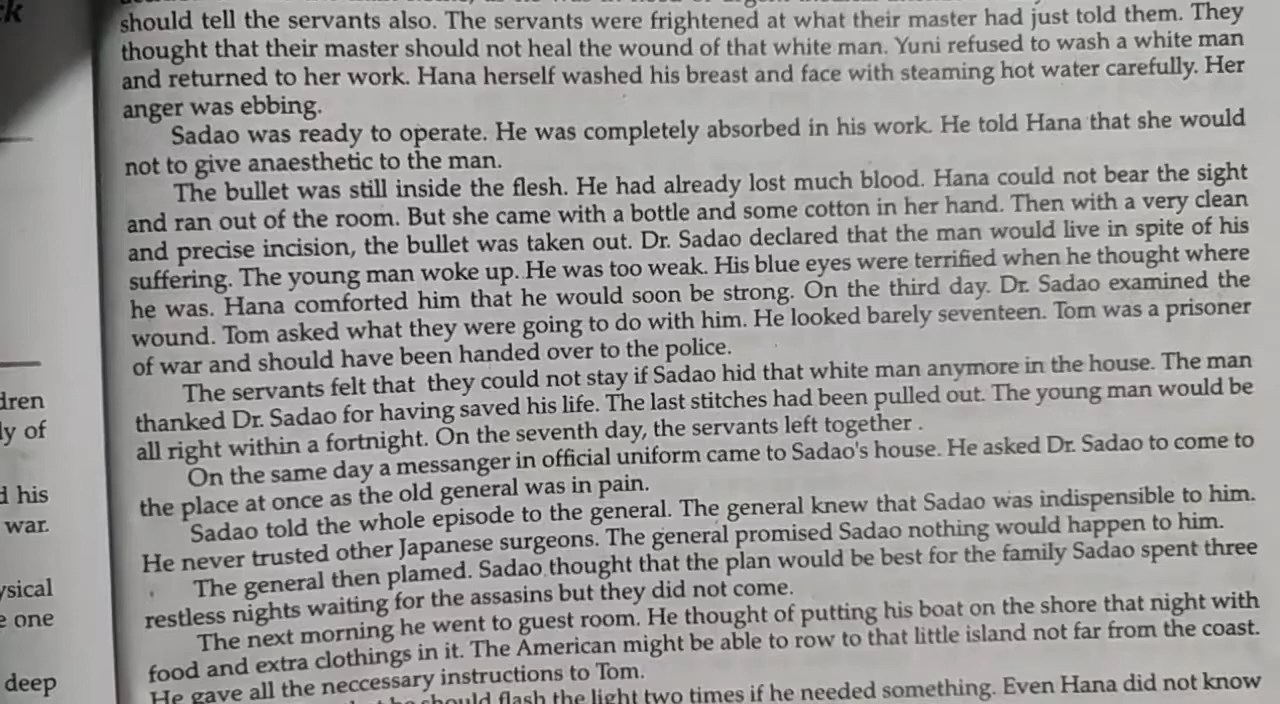 k
should tell the servants also. The servants were frightened at what their master had just told them. They
thought that their master should not heal the wound of that white man. Yuni refused to wash a white man
and returned to her work. Hana herself washed his breast and face with steaming hot water carefully. Her
anger was ebbing.
Sadao was ready to operate. He was completely absorbed in his work. He told Hana that she would
not to give anaesthetic to the man.
The bullet was still inside the flesh. He had already lost much blood. Hana could not bear the sight
and ran out of the room. But she came with a bottle and some cotton in her hand. Then with a very clean
and precise incision, the bullet was taken out. Dr. Sadao declared that the man would live in spite of his
suffering. The young man woke up. He was too weak. His blue eyes were terrified when he thought where
he was. Hana comforted him that he would soon be strong. On the third day. Dr. Sadao examined the
wound. Tom asked what they were going to do with him. He looked barely seventeen. Tom was a prisoner
of war and should have been handed over to the police.
The servants felt that they could not stay if Sadao hid that white man anymore in the house. The man
thanked Dr. Sadao for having saved his life. The last stitches had been pulled out. The young man would be
all right within a fortnight. On the seventh day, the servants left together .
On the same day a messanger in official uniform came to Sadao's house. He asked Dr. Sadao to come to
the place at once as the old general was in pain.
Sadao told the whole episode to the general. The general knew that Sadao was indispensible to him.
He never trusted other Japanese surgeons. The general promised Sadao nothing would happen to him.
The general then plamed. Sadao thought that the plan would be best for the family Sadao spent three
restless nights waiting for the assasins but they did not come.
The next morning he went to guest room. He thought of putting his boat on the shore that night with
food and extra clothings in it. The American might be able to row to that little island not far from the coast.
He gave all the neccessary instructions to Tom.
he should flash the light two times if he needed something. Even Hana did not know
dren
ly of
d his
war.
ysical
e one
deep